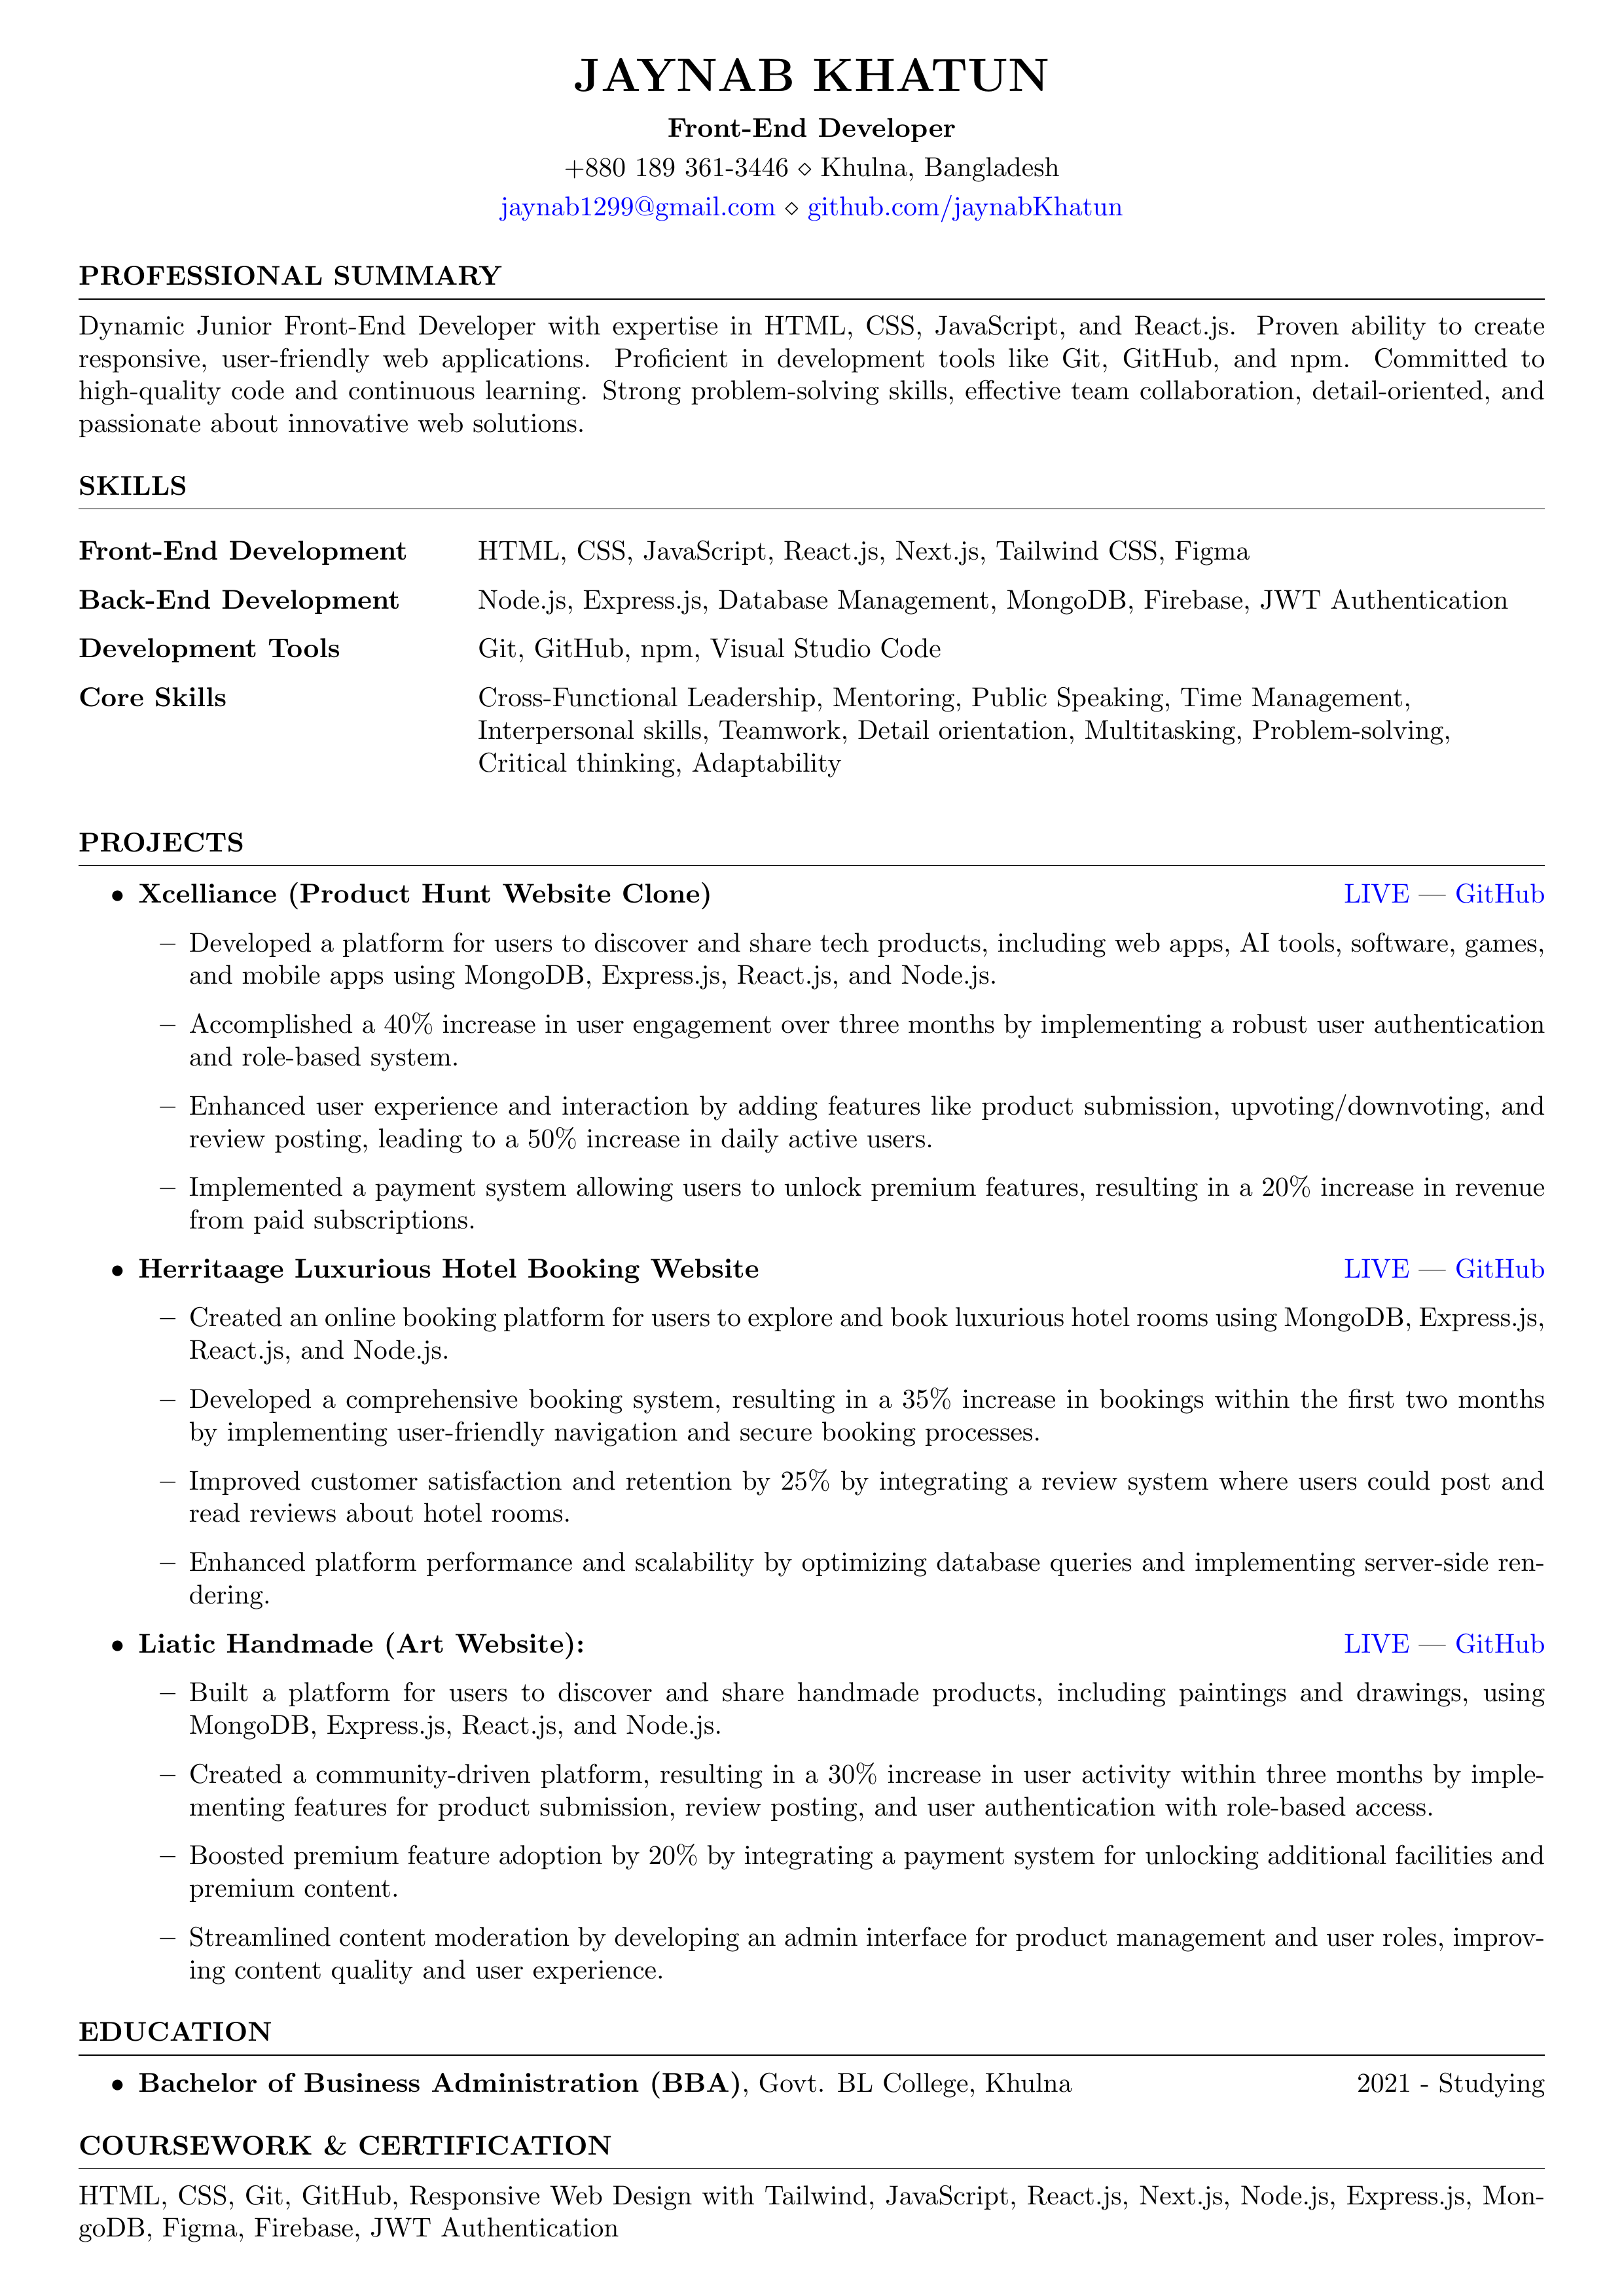 JAYNAB KHATUN
Front-End Developer
+880 189 361-3446 ⋄ Khulna, Bangladesh
jaynab1299@gmail.com ⋄ github.com/jaynabKhatun
PROFESSIONAL SUMMARY
Dynamic Junior Front-End Developer with expertise in HTML, CSS, JavaScript, and React.js. Proven ability to create
responsive, user-friendly web applications. Proficient in development tools like Git, GitHub, and npm. Committed to
high-quality code and continuous learning. Strong problem-solving skills, effective team collaboration, detail-oriented, and
passionate about innovative web solutions.
SKILLS
Front-End Development HTML, CSS, JavaScript, React.js, Next.js, Tailwind CSS, Figma
Back-End Development Node.js, Express.js, Database Management, MongoDB, Firebase, JWT Authentication
Development Tools Git, GitHub, npm, Visual Studio Code
Core Skills Cross-Functional Leadership, Mentoring, Public Speaking, Time Management,
Interpersonal skills, Teamwork, Detail orientation, Multitasking, Problem-solving,
Critical thinking, Adaptability
PROJECTS
• Xcelliance (Product Hunt Website Clone) LIVE — GitHub
– Developed a platform for users to discover and share tech products, including web apps, AI tools, software, games,
and mobile apps using MongoDB, Express.js, React.js, and Node.js.
– Accomplished a 40% increase in user engagement over three months by implementing a robust user authentication
and role-based system.
– Enhanced user experience and interaction by adding features like product submission, upvoting/downvoting, and
review posting, leading to a 50% increase in daily active users.
– Implemented a payment system allowing users to unlock premium features, resulting in a 20% increase in revenue
from paid subscriptions.
• Herritaage Luxurious Hotel Booking Website LIVE — GitHub
– Created an online booking platform for users to explore and book luxurious hotel rooms using MongoDB, Express.js,
React.js, and Node.js.
– Developed a comprehensive booking system, resulting in a 35% increase in bookings within the first two months
by implementing user-friendly navigation and secure booking processes.
– Improved customer satisfaction and retention by 25% by integrating a review system where users could post and
read reviews about hotel rooms.
– Enhanced platform performance and scalability by optimizing database queries and implementing server-side ren-
dering.
• Liatic Handmade (Art Website): LIVE — GitHub
– Built a platform for users to discover and share handmade products, including paintings and drawings, using
MongoDB, Express.js, React.js, and Node.js.
– Created a community-driven platform, resulting in a 30% increase in user activity within three months by imple-
menting features for product submission, review posting, and user authentication with role-based access.
– Boosted premium feature adoption by 20% by integrating a payment system for unlocking additional facilities and
premium content.
– Streamlined content moderation by developing an admin interface for product management and user roles, improv-
ing content quality and user experience.
EDUCATION
• Bachelor of Business Administration (BBA), Govt. BL College, Khulna 2021 - Studying
COURSEWORK & CERTIFICATION
HTML, CSS, Git, GitHub, Responsive Web Design with Tailwind, JavaScript, React.js, Next.js, Node.js, Express.js, Mon-
goDB, Figma, Firebase, JWT Authentication